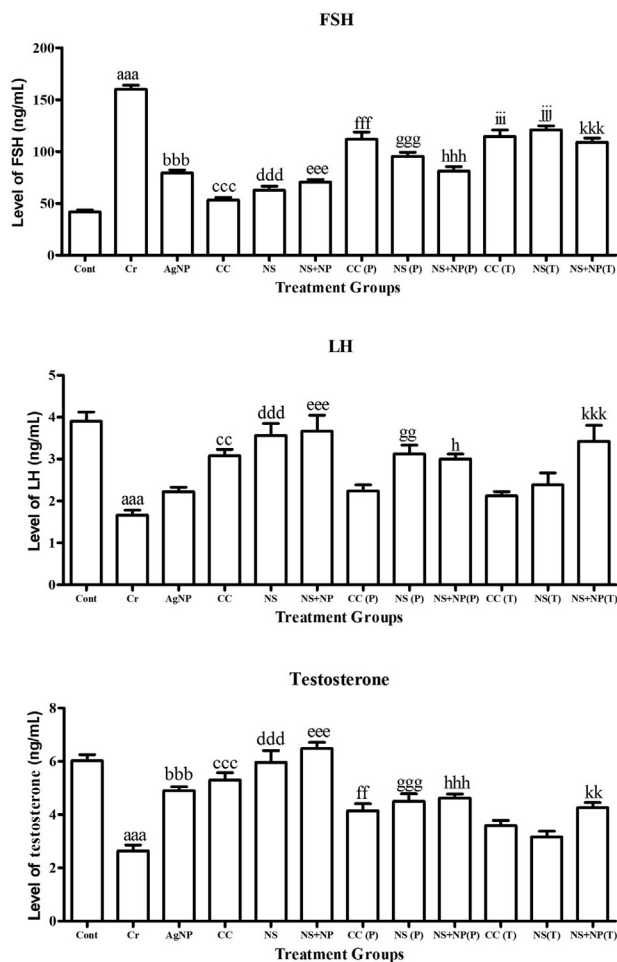 FSH
Level of FSH (ng/mL)
200
150
100
50
0
aaa
bbb
ccc
ddd
eee
fff
ggg
hhh
iii
jjj
kkk
Cont Cr AgNP CC NS NS+NP CC (P) NS (P) NS+NP(P) CC (T) NS(T) NS+NP(T)
Treatment Groups
LH
Level of LH (ng/mL)
5
4
3
2
1
0
aaa
cc
ddd
eee
gg
h
kkk
Cont Cr AgNP CC NS NS+NP CC (P) NS (P) NS+NP(P) CC (T) NS(T) NS+NP(T)
Treatment Groups
Testosterone
Level of testosterone (ng/mL)
8
6
4
2
0
aaa
bbb
ccc
ddd
eee
ff
ggg
hhh
kk
Cont Cr AgNP CC NS NS+NP CC (P) NS (P) NS+NP(P) CC (T) NS(T) NS+NP(T)
Treatment Groups